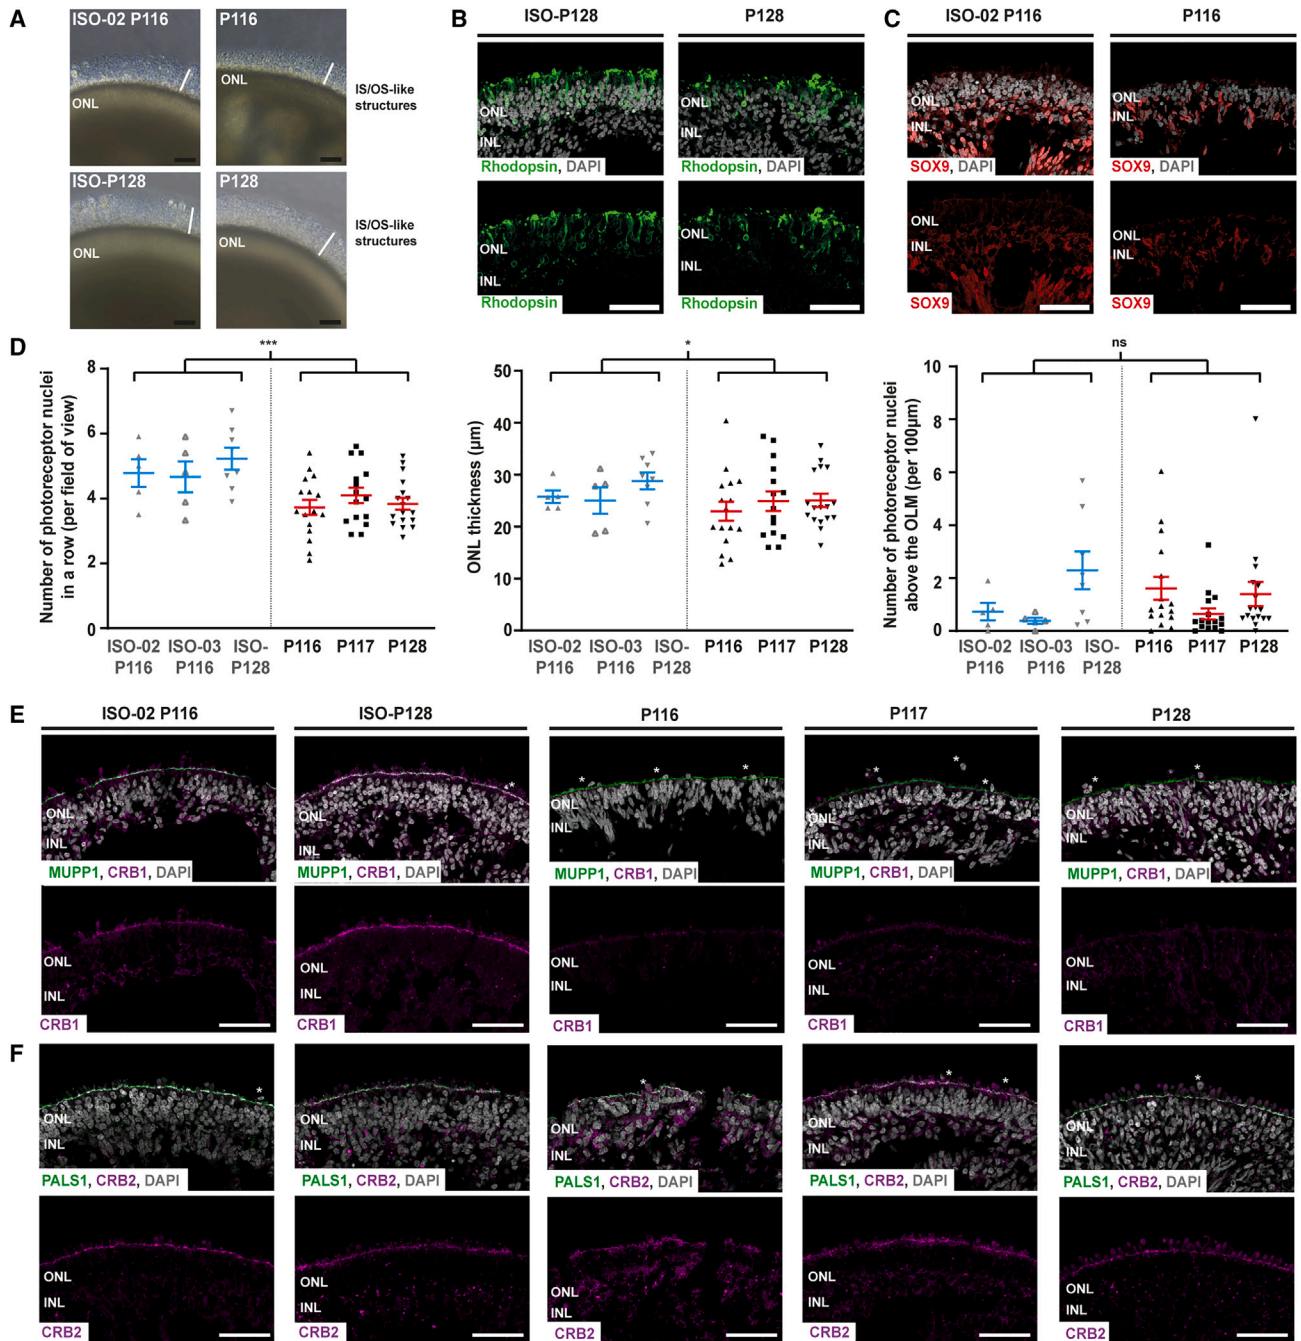 A
ISO-02 P116
P116
ONL
ONL
IS/OS-like
structures
ISO-P128
P128
ONL
ONL
IS/OS-like
structures
B
ISO-P128
P128
ONL
INL
Rhodopsin, DAPI
ONL
INL
Rhodopsin, DAPI
ONL
INL
Rhodopsin
ONL
INL
Rhodopsin
C
ISO-02 P116
P116
ONL
INL
SOX9, DAPI
ONL
INL
SOX9, DAPI
ONL
INL
SOX9
ONL
INL
SOX9
D
***
Number of photoreceptor nuclei
in a row (per field of view)
8
6
4
2
0
ISO-02
P116
ISO-03
P116
ISO-
P128
P116
P117
P128
*
ONL thickness (µm)
50
40
30
20
10
0
ISO-02
P116
ISO-03
P116
ISO-
P128
P116
P117
P128
ns
Number of photoreceptor nuclei
above the OLM (per 100µm)
10
8
6
4
2
0
ISO-02
P116
ISO-03
P116
ISO-
P128
P116
P117
P128
E
ISO-02 P116
ISO-P128
P116
P117
P128
ONL
INL
MUPP1, CRB1, DAPI
*
ONL
INL
MUPP1, CRB1, DAPI
* * *
ONL
INL
MUPP1, CRB1, DAPI
* * *
ONL
INL
MUPP1, CRB1, DAPI
* *
ONL
INL
MUPP1, CRB1, DAPI
ONL
INL
CRB1
ONL
INL
CRB1
ONL
INL
CRB1
ONL
INL
CRB1
ONL
INL
CRB1
F
*
ONL
INL
PALS1, CRB2, DAPI
ONL
INL
PALS1, CRB2, DAPI
*
ONL
INL
PALS1, CRB2, DAPI
* *
ONL
INL
PALS1, CRB2, DAPI
*
ONL
INL
PALS1, CRB2, DAPI
ONL
INL
CRB2
ONL
INL
CRB2
ONL
INL
CRB2
ONL
INL
CRB2
ONL
INL
CRB2